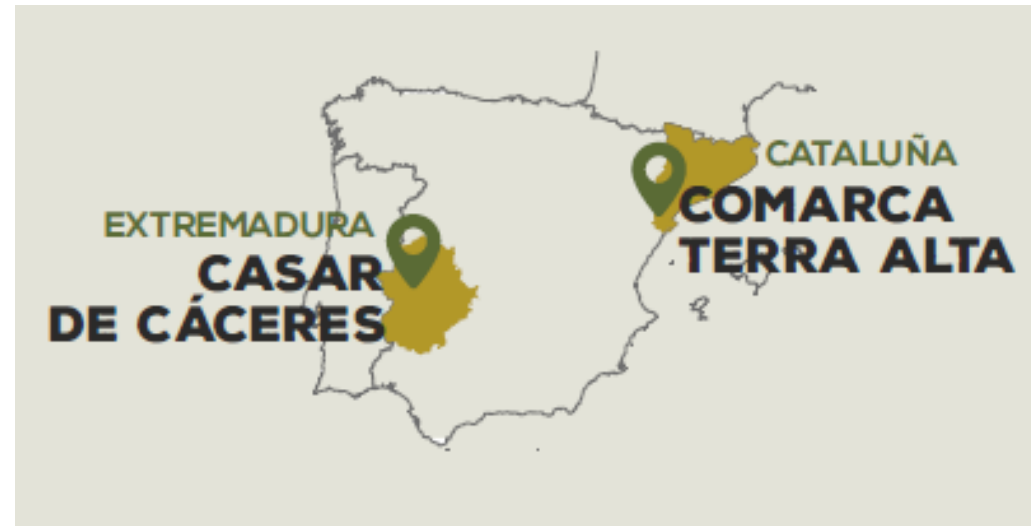 EXTREMADURA
CASAR
DE CÁCERES
CATALUÑA
COMARCA
TERRA ALTA